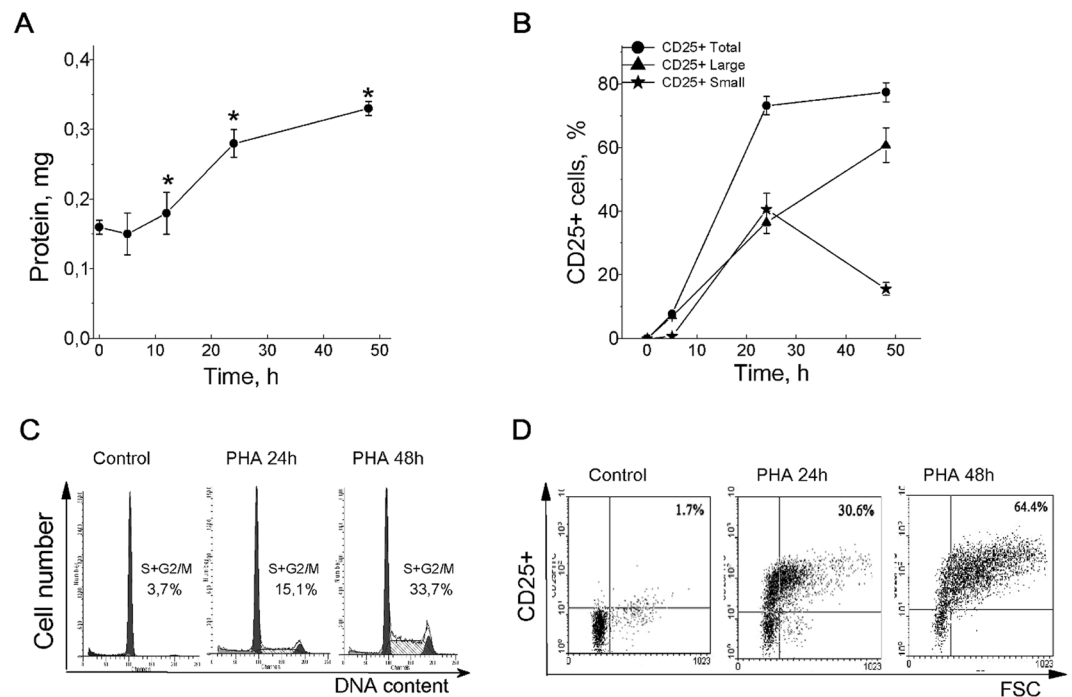 A
0,4
0,3
0,2
0,1
0,0
Protein, mg
*
*
*
0 10 20 30 40 50
Time, h
B
CD25+ Total
CD25+ Large
CD25+ Small
80
60
40
20
0
CD25+ cells, %
0 10 20 30 40 50
Time, h
C
Control
PHA 24h
PHA 48h
Cell number
S+G2/M
3,7%
S+G2/M
15,1%
S+G2/M
33,7%
Channels
Channels
Channels
DNA content
D
Control
PHA 24h
PHA 48h
CD25+
1.7%
30.6%
64.4%
0 1023
0 1023
0 1023
FSC